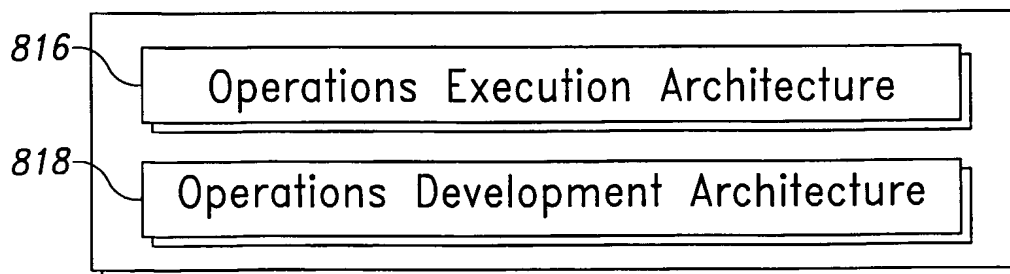 816 Operations Execution Architecture
818 Operations Development Architecture